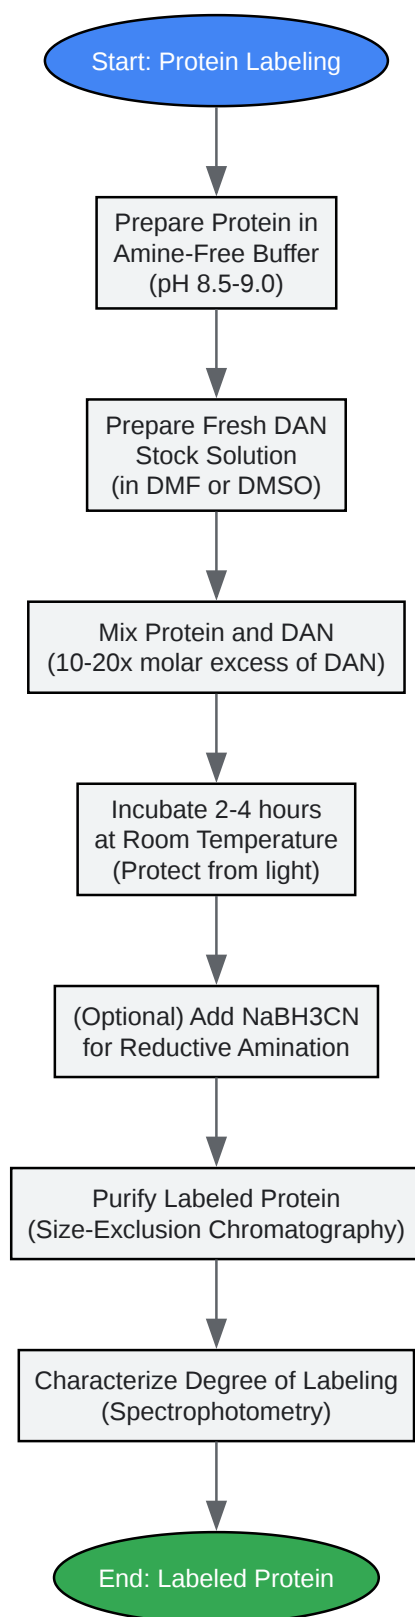 Start: Protein Labeling
Prepare Protein in
Amine-Free Buffer
(pH 8.5-9.0)
Prepare Fresh DAN
Stock Solution
(in DMF or DMSO)
Mix Protein and DAN
(10-20x molar excess of DAN)
Incubate 2-4 hours
at Room Temperature
(Protect from light)
(Optional) Add NaBH3CN
for Reductive Amination
Purify Labeled Protein
(Size-Exclusion Chromatography)
Characterize Degree of Labeling
(Spectrophotometry)
End: Labeled Protein